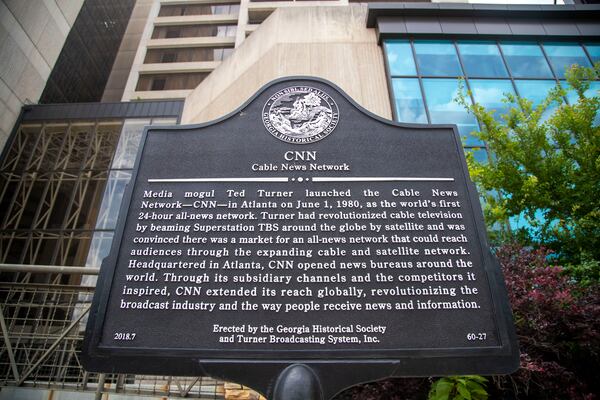 NON SIBI, SED ALIIS
GEORGIA HISTORICAL SOCIETY
CNN
Cable News Network
Media mogul Ted Turner launched the Cable News
Network—CNN—in Atlanta on June 1, 1980, as the world's first
24-hour all-news network. Turner had revolutionized cable television
by beaming Superstation TBS around the globe by satellite and was
convinced there was a market for an all-news network that could reach
audiences through the expanding cable and satellite network.
Headquartered in Atlanta, CNN opened news bureaus around the
world. Through its subsidiary channels and the competitors it
inspired, CNN extended its reach globally, revolutionizing the
broadcast industry and the way people receive news and information.
Erected by the Georgia Historical Society
and Turner Broadcasting System, Inc.
2018.7
60-27